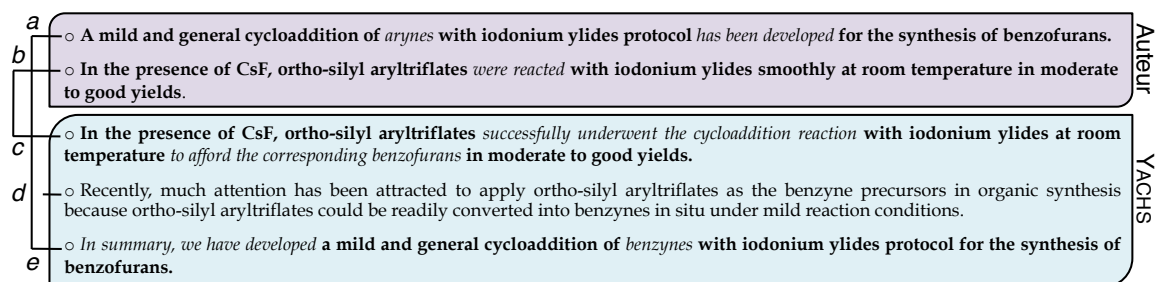 a
○ A mild and general cycloaddition of arynes with iodonium ylides protocol has been developed for the synthesis of benzofurans.
b
○ In the presence of CsF, ortho-silyl aryltriflates were reacted with iodonium ylides smoothly at room temperature in moderate
to good yields.
Auteur
c
○ In the presence of CsF, ortho-silyl aryltriflates successfully underwent the cycloaddition reaction with iodonium ylides at room
temperature to afford the corresponding benzofurans in moderate to good yields.
d
○ Recently, much attention has been attracted to apply ortho-silyl aryltriflates as the benzyne precursors in organic synthesis
because ortho-silyl aryltriflates could be readily converted into benzynes in situ under mild reaction conditions.
e
○ In summary, we have developed a mild and general cycloaddition of benzynes with iodonium ylides protocol for the synthesis of
benzofurans.
YACHS